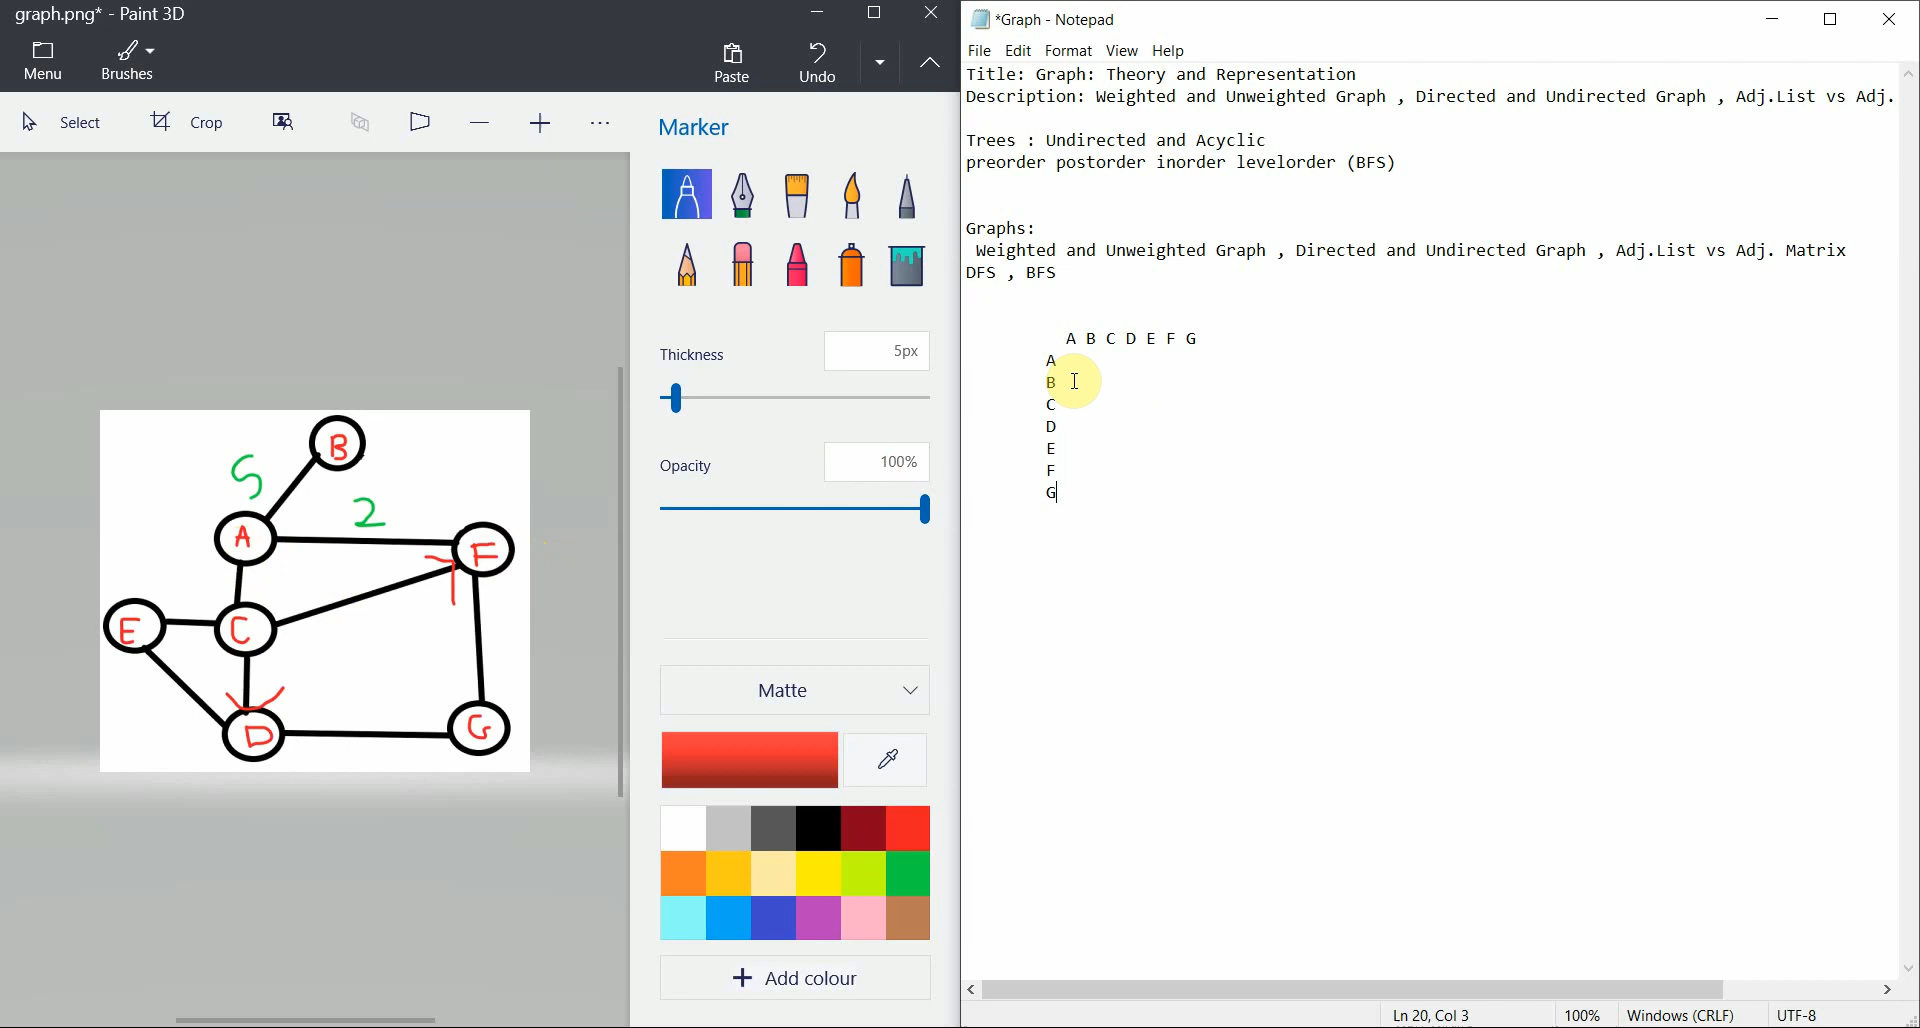 graph.png* - Paint 3D
Menu
Brushes
Paste
Undo
Select
Crop
Marker
Thickness
5px
Opacity
100%
Matte
Add colour
B
5
2
A
F
E
C
D
G
*Graph - Notepad
File Edit Format View Help
Title: Graph: Theory and Representation
Description: Weighted and Unweighted Graph , Directed and Undirected Graph , Adj.List vs Adj.
Trees : Undirected and Acyclic
preorder postorder inorder levelorder (BFS)
Graphs:
Weighted and Unweighted Graph , Directed and Undirected Graph , Adj.List vs Adj. Matrix
DFS , BFS
A B C D E F G
A
B
C
D
E
F
G
Ln 20, Col 3
100%
Windows (CRLF)
UTF-8